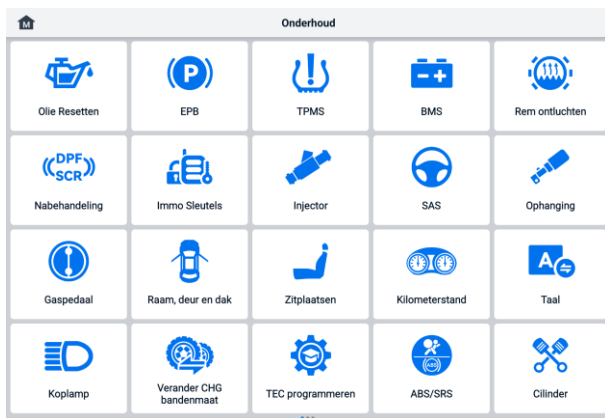 M
Onderhoud
P
Olie Resetten
EPB
TPMS
BMS
Rem ontluchten
DPF
SCR
Nabehandeling
Immo Sleutels
Injector
SAS
Ophanging
A
Gaspedaal
Raam, deur en dak
Zitplaatsen
Kilometerstand
Taal
ABS
Koplamp
Verander CHG
bandenmaat
TEC programmeren
ABS/SRS
Cilinder